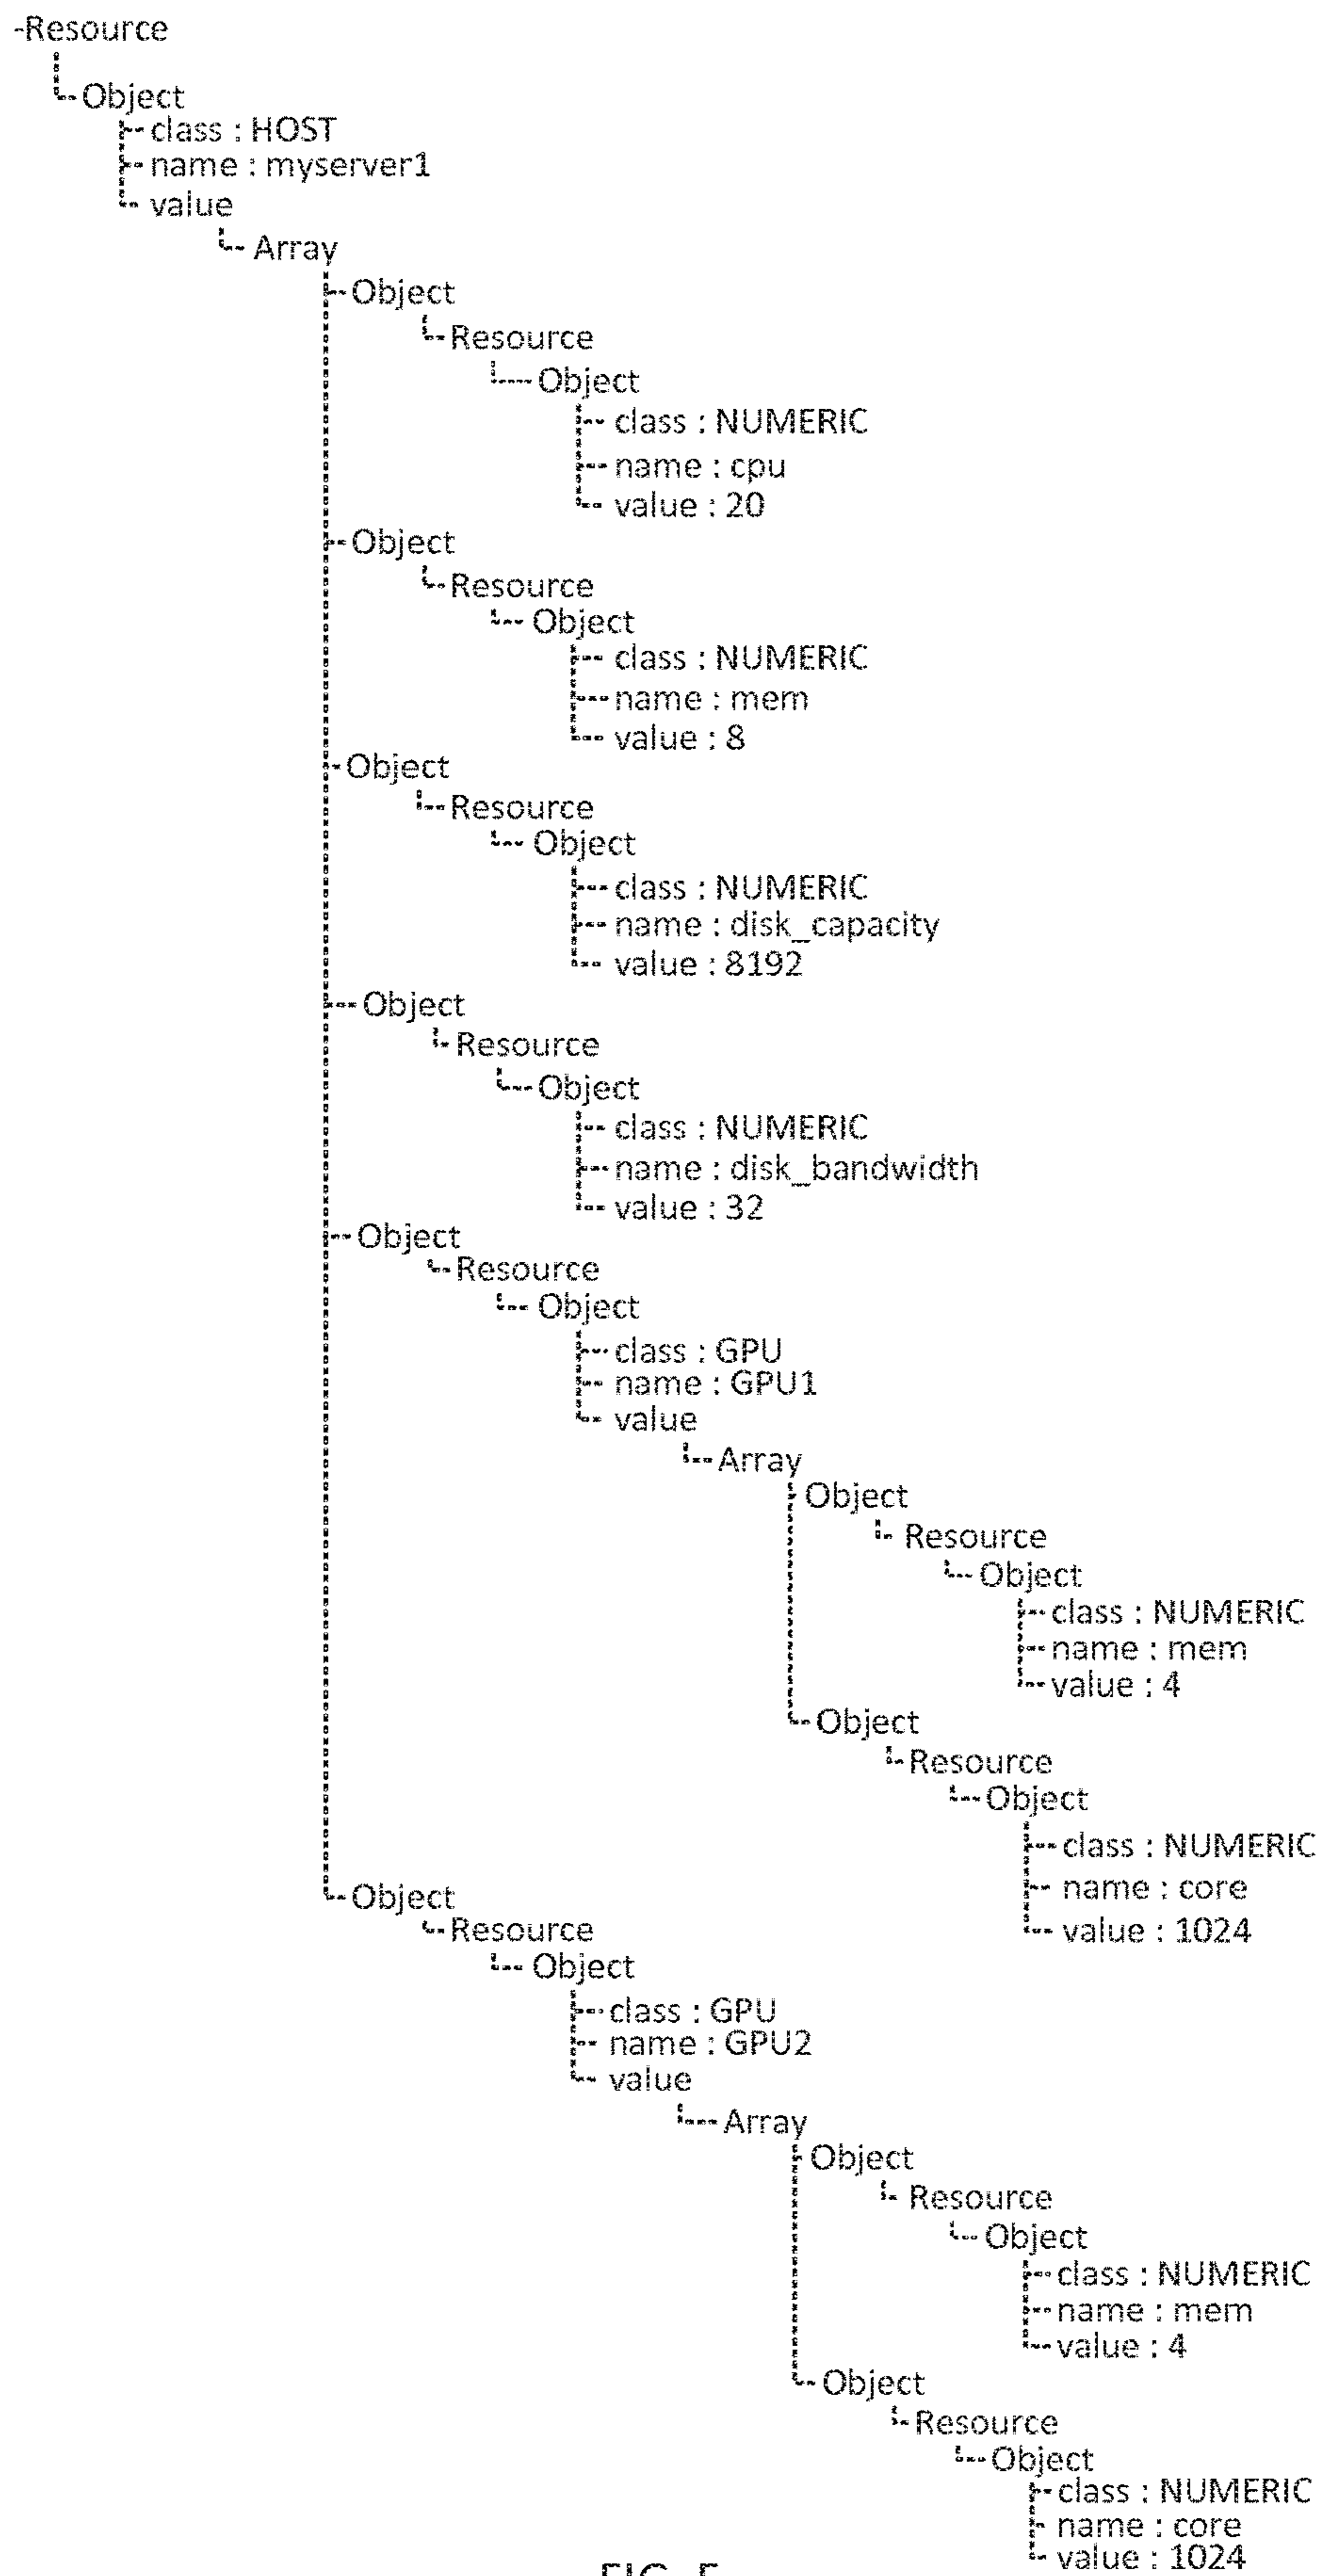 -Resource
Object
class : HOST
name : myserver1
value
Array
Object
Resource
Object
class : NUMERIC
name : cpu
value : 20
Object
Resource
Object
class : NUMERIC
name : mem
value : 8
Object
Resource
Object
class : NUMERIC
name : disk_capacity
value : 8192
Object
Resource
Object
class : NUMERIC
name : disk_bandwidth
value : 32
Object
Resource
Object
class : GPU
name : GPU1
value
Array
Object
Resource
Object
class : NUMERIC
name : mem
value : 4
Object
Resource
Object
class : NUMERIC
name : core
value : 1024
Object
Resource
Object
class : GPU
name : GPU2
value
Array
Object
Resource
Object
class : NUMERIC
name : mem
value : 4
Object
Resource
Object
class : NUMERIC
name : core
value : 1024